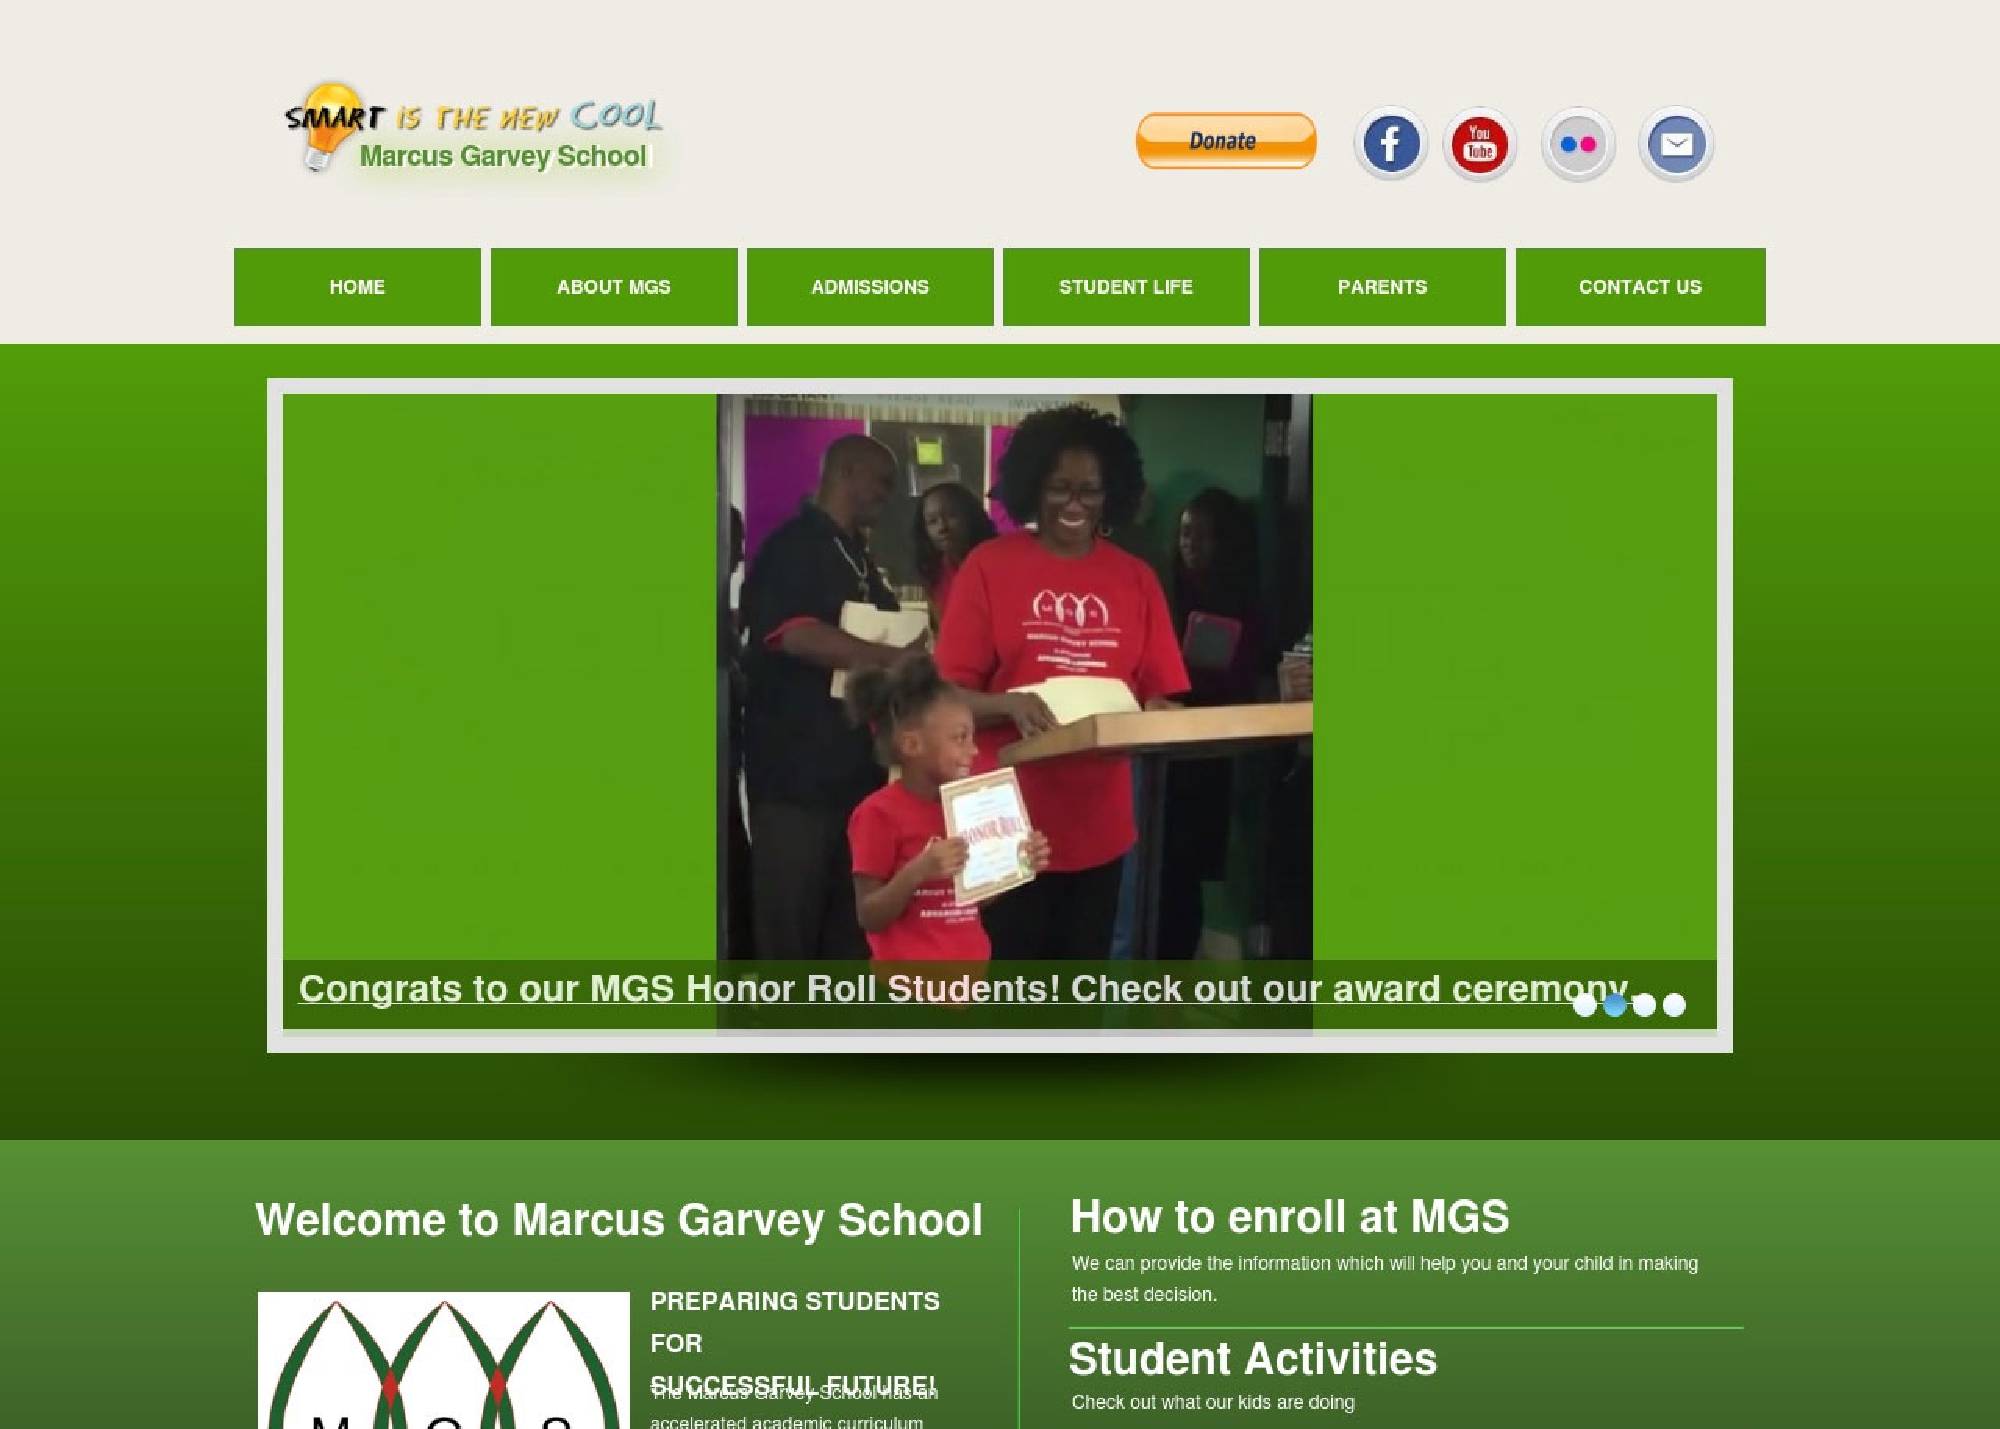 SMART IS THE NEW COOL
Marcus Garvey School
Donate
You
Tube
HOME
ABOUT MGS
ADMISSIONS
STUDENT LIFE
PARENTS
CONTACT US
MARCUS GARVEY SCHOOL
HONOR ROLL
Congrats to our MGS Honor Roll Students! Check out our award ceremony.
Welcome to Marcus Garvey School
How to enroll at MGS
We can provide the information which will help you and your child in making
the best decision.
PREPARING STUDENTS
FOR
SUCCESSFUL FUTURE!
The Marcus Garvey School has an
accelerated academic curriculum
Student Activities
Check out what our kids are doing
M G S